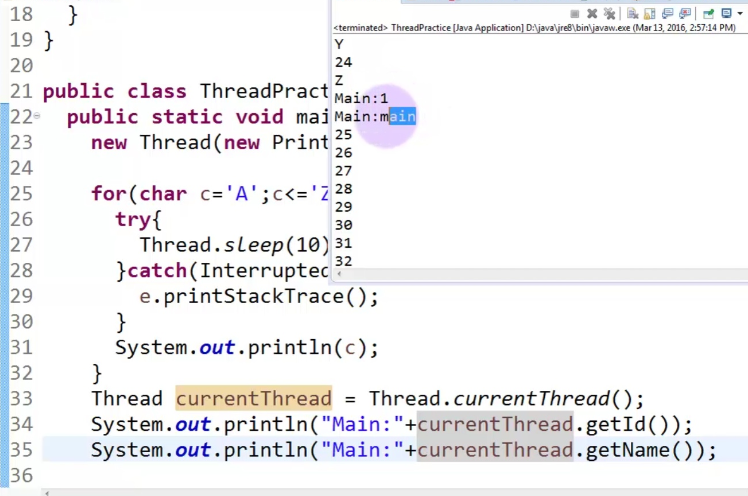 <terminated> ThreadPractice [Java Application] D:\java\jre8\bin\javaw.exe (Mar 13, 2016, 2:57:14 PM)
Y
24
Z
Main:1
Main:main
25
26
27
28
29
30
31
32
18 }
19 }
20
21 public class ThreadPract
22 public static void mai
23 new Thread(new Print
24
25 for(char c='A';c<='Z
26 try{
27 Thread.sleep(10)
28 }catch(Interrupted
29 e.printStackTrace();
30 }
31 System.out.println(c);
32 }
33 Thread currentThread = Thread.currentThread();
34 System.out.println("Main:"+currentThread.getId());
35 System.out.println("Main:"+currentThread.getName());
36